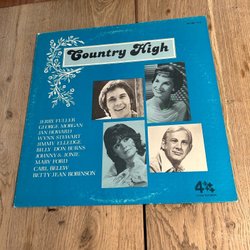 Country High
JERRY FULLER
GEORGE MORGAN
JAN HOWARD
WYNN STEWART
JIMMY ELLEDGE
BILLY DON BURNS
JOHNNY & JONIE
MARY FORD
CARL BELEW
BETTY JEAN ROBINSON